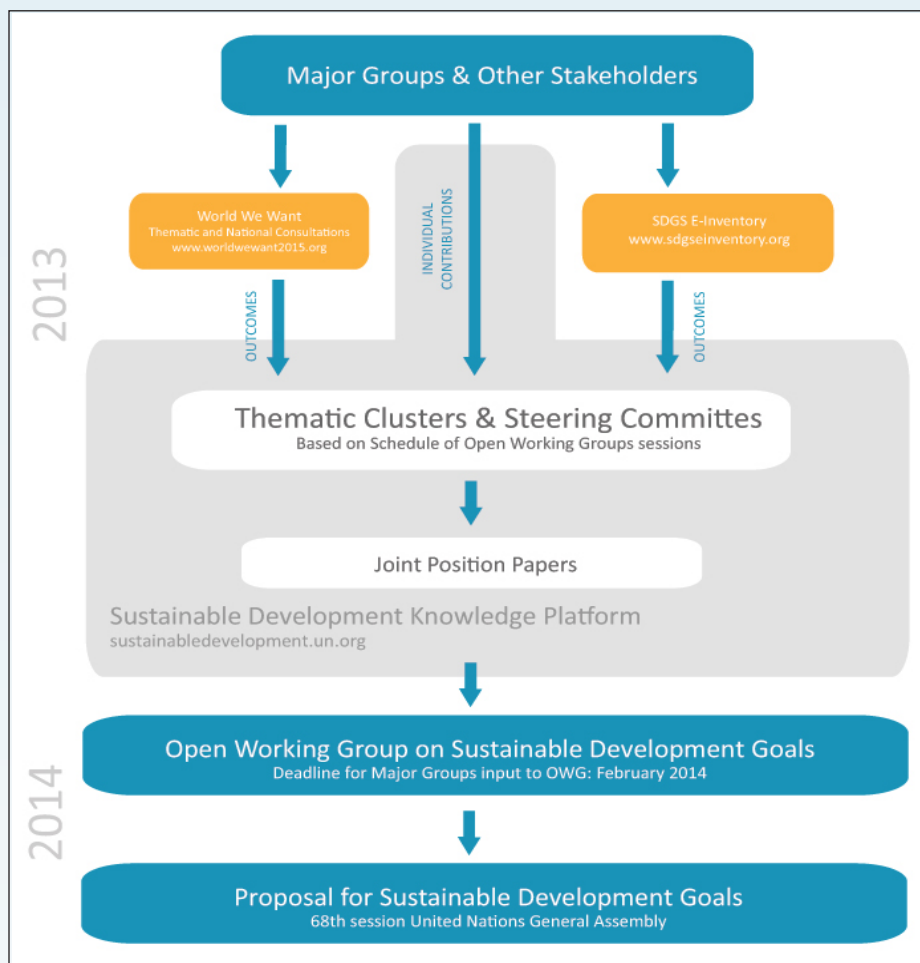 Major Groups & Other Stakeholders
World We Want
Thematic and National Consultations
www.worldwewant2015.org
INDIVIDUAL
CONTRIBUTIONS
SDGS E-Inventory
www.sdgseinventory.org
2013
OUTCOMES
OUTCOMES
Thematic Clusters & Steering Committes
Based on Schedule of Open Working Groups sessions
Joint Position Papers
Sustainable Development Knowledge Platform
sustainabledevelopment.un.org
2014
Open Working Group on Sustainable Development Goals
Deadline for Major Groups input to OWG: February 2014
Proposal for Sustainable Development Goals
68th session United Nations General Assembly